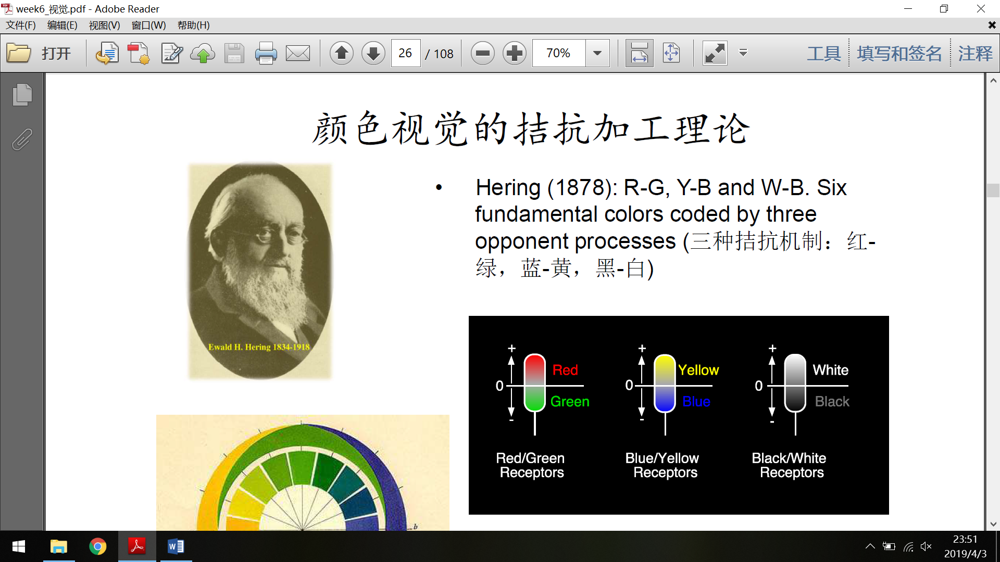 week6_视觉.pdf - Adobe Reader
文件(F) 编辑(E) 视图(V) 窗口(W) 帮助(H)
打开 26 / 108 70% 工具 填写和签名 注释
颜色视觉的拮抗加工理论
• Hering (1878): R-G, Y-B and W-B. Six
fundamental colors coded by three
opponent processes (三种拮抗机制：红-
绿，蓝-黄，黑-白)
Ewald H. Hering 1834-1918
+ + +
Red Yellow White
0 0 0
Green Blue Black
- - -
Red/Green Blue/Yellow Black/White
Receptors Receptors Receptors
b
23:51
2019/4/3